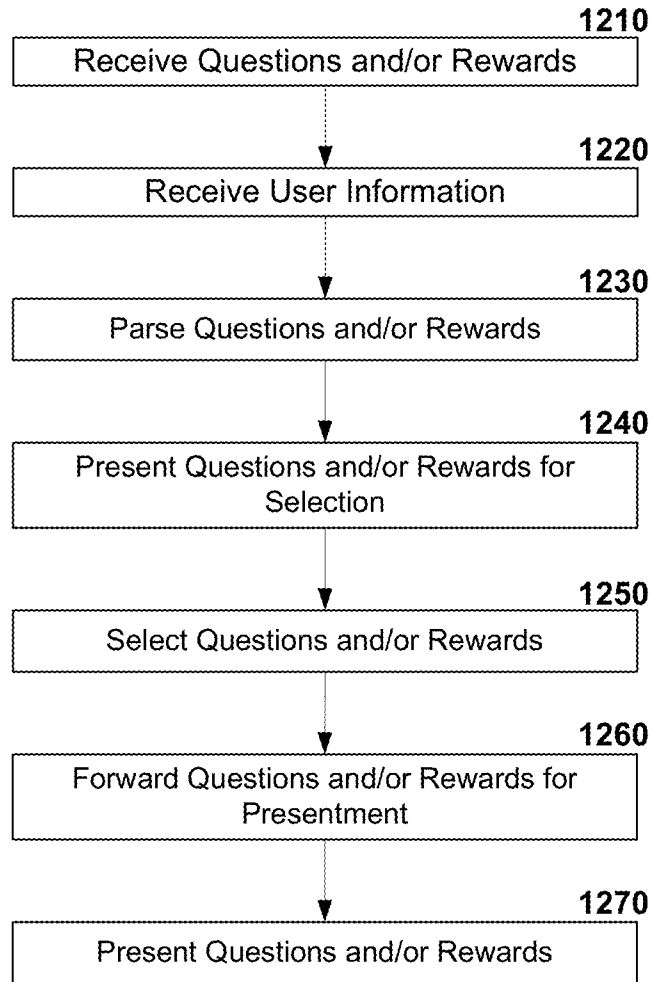 1210
Receive Questions and/or Rewards
1220
Receive User Information
1230
Parse Questions and/or Rewards
1240
Present Questions and/or Rewards for
Selection
1250
Select Questions and/or Rewards
1260
Forward Questions and/or Rewards for
Presentment
1270
Present Questions and/or Rewards